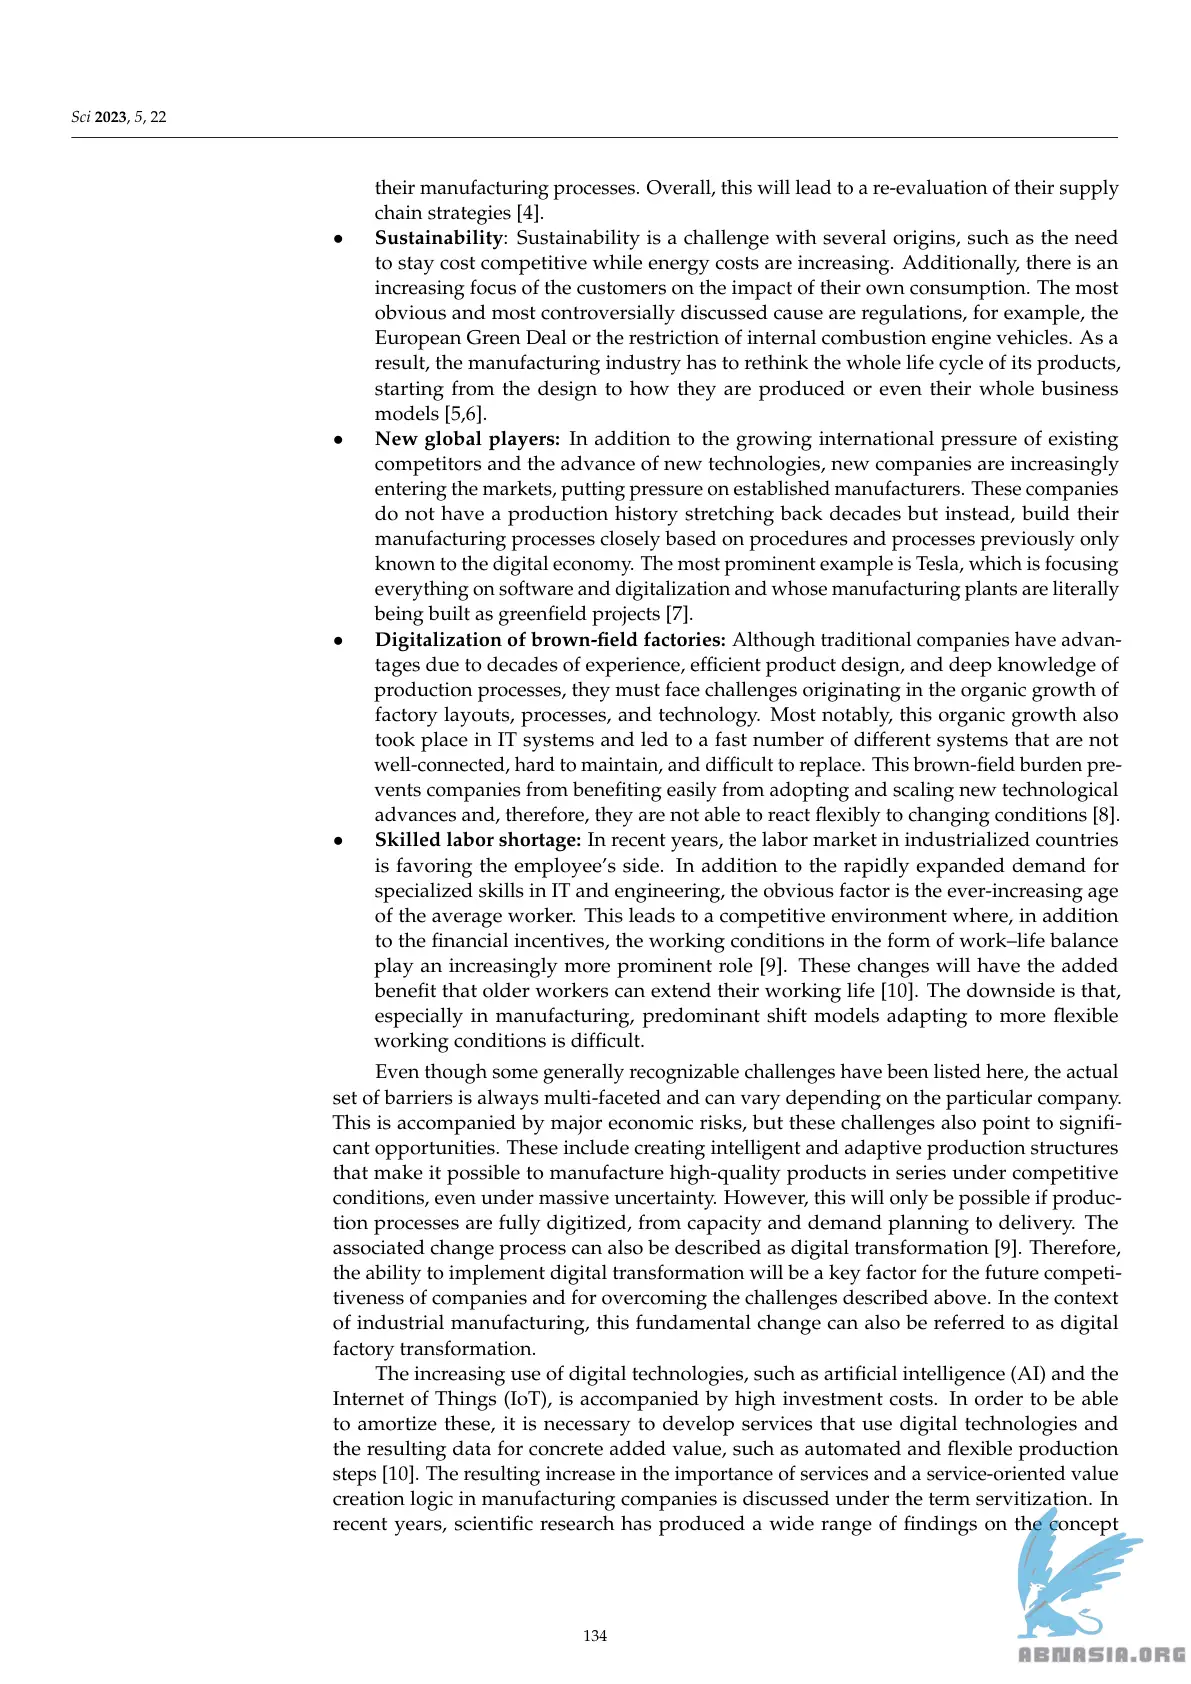 Sci 2023, 5, 22
their manufacturing processes. Overall, this will lead to a re-evaluation of their supply
chain strategies [4].
• Sustainability: Sustainability is a challenge with several origins, such as the need
to stay cost competitive while energy costs are increasing. Additionally, there is an
increasing focus of the customers on the impact of their own consumption. The most
obvious and most controversially discussed cause are regulations, for example, the
European Green Deal or the restriction of internal combustion engine vehicles. As a
result, the manufacturing industry has to rethink the whole life cycle of its products,
starting from the design to how they are produced or even their whole business
models [5,6].
• New global players: In addition to the growing international pressure of existing
competitors and the advance of new technologies, new companies are increasingly
entering the markets, putting pressure on established manufacturers. These companies
do not have a production history stretching back decades but instead, build their
manufacturing processes closely based on procedures and processes previously only
known to the digital economy. The most prominent example is Tesla, which is focusing
everything on software and digitalization and whose manufacturing plants are literally
being built as greenfield projects [7].
• Digitalization of brown-field factories: Although traditional companies have advan-
tages due to decades of experience, efficient product design, and deep knowledge of
production processes, they must face challenges originating in the organic growth of
factory layouts, processes, and technology. Most notably, this organic growth also
took place in IT systems and led to a fast number of different systems that are not
well-connected, hard to maintain, and difficult to replace. This brown-field burden pre-
vents companies from benefiting easily from adopting and scaling new technological
advances and, therefore, they are not able to react flexibly to changing conditions [8].
• Skilled labor shortage: In recent years, the labor market in industrialized countries
is favoring the employee's side. In addition to the rapidly expanded demand for
specialized skills in IT and engineering, the obvious factor is the ever-increasing age
of the average worker. This leads to a competitive environment where, in addition
to the financial incentives, the working conditions in the form of work–life balance
play an increasingly more prominent role [9]. These changes will have the added
benefit that older workers can extend their working life [10]. The downside is that,
especially in manufacturing, predominant shift models adapting to more flexible
working conditions is difficult.
Even though some generally recognizable challenges have been listed here, the actual
set of barriers is always multi-faceted and can vary depending on the particular company.
This is accompanied by major economic risks, but these challenges also point to signifi-
cant opportunities. These include creating intelligent and adaptive production structures
that make it possible to manufacture high-quality products in series under competitive
conditions, even under massive uncertainty. However, this will only be possible if produc-
tion processes are fully digitized, from capacity and demand planning to delivery. The
associated change process can also be described as digital transformation [9]. Therefore,
the ability to implement digital transformation will be a key factor for the future competi-
tiveness of companies and for overcoming the challenges described above. In the context
of industrial manufacturing, this fundamental change can also be referred to as digital
factory transformation.
The increasing use of digital technologies, such as artificial intelligence (AI) and the
Internet of Things (IoT), is accompanied by high investment costs. In order to be able
to amortize these, it is necessary to develop services that use digital technologies and
the resulting data for concrete added value, such as automated and flexible production
steps [10]. The resulting increase in the importance of services and a service-oriented value
creation logic in manufacturing companies is discussed under the term servitization. In
recent years, scientific research has produced a wide range of findings on the concept
134
ABNASIA.ORG